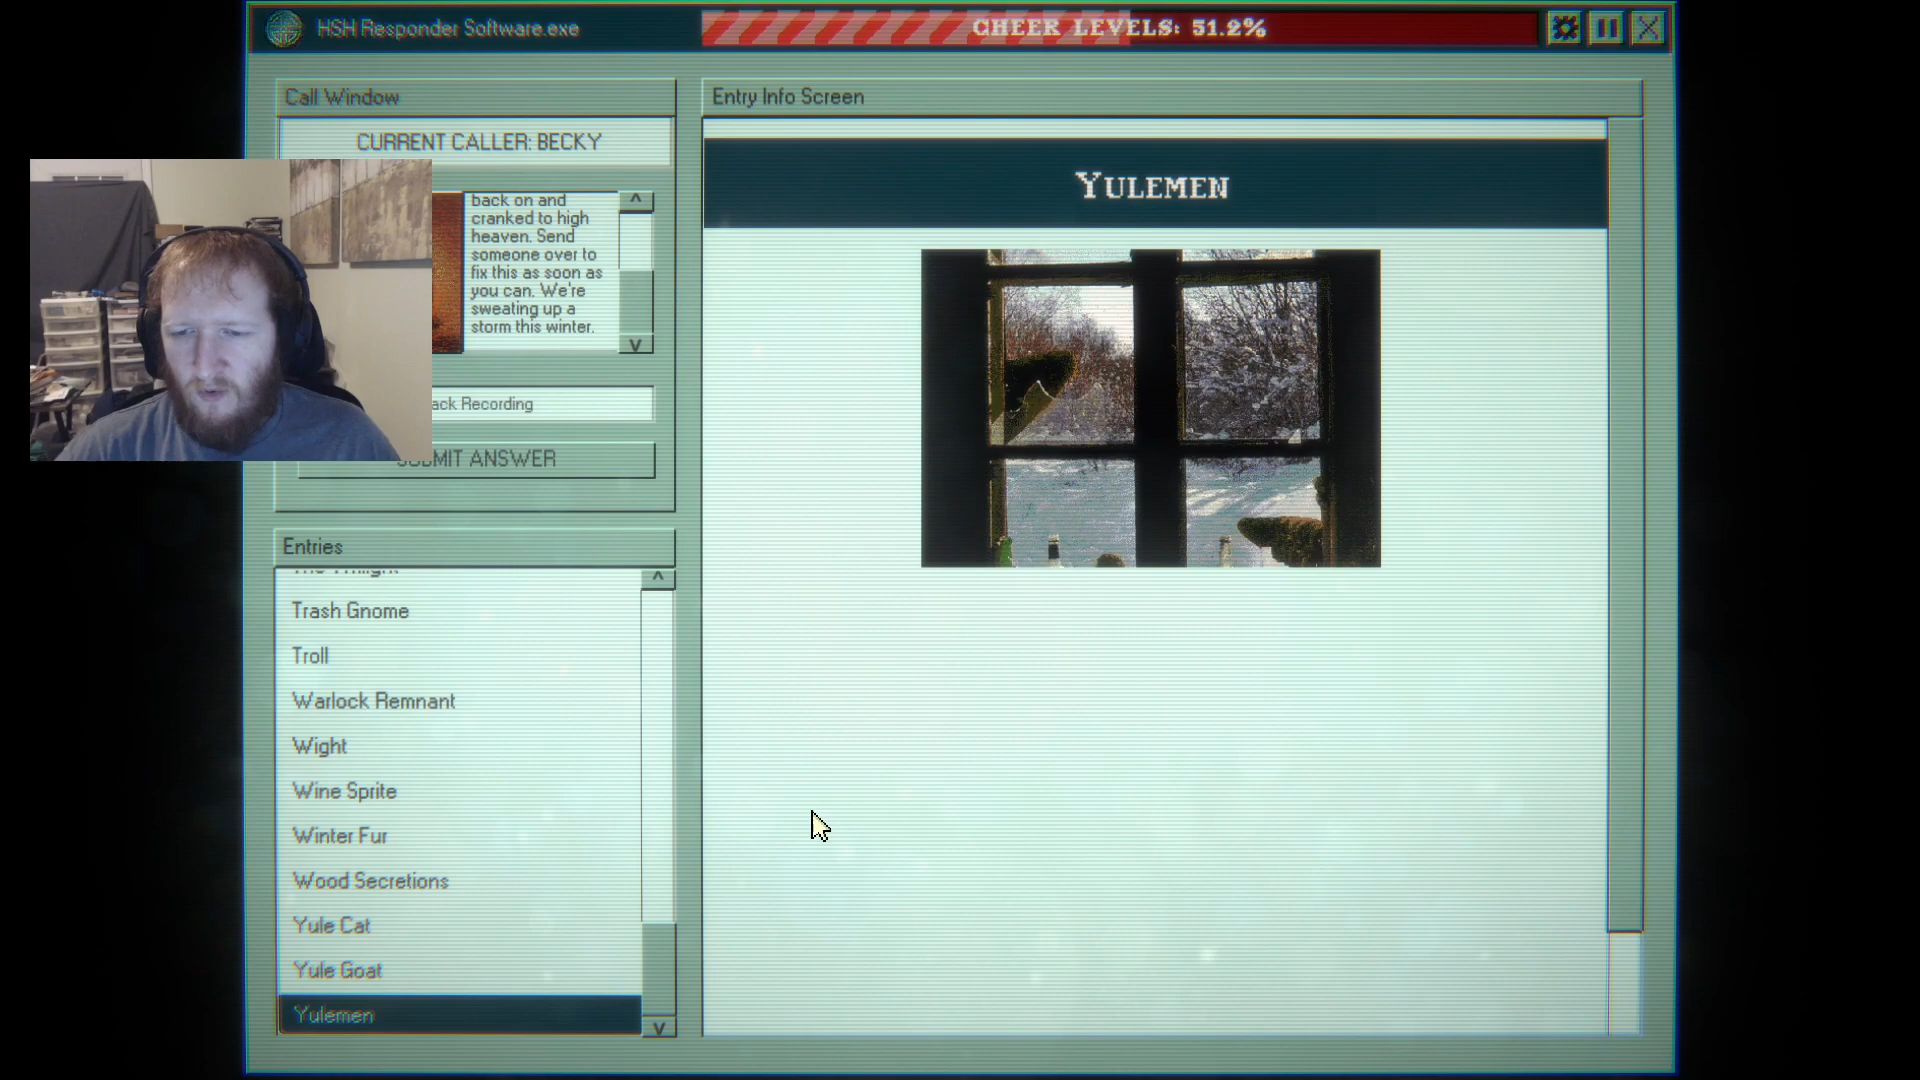 HSH Responder Software.exe
CHEER LEVELS: 51.2%
Call Window
CURRENT CALLER: BECKY
back on and
cranked to high
heaven. Send
someone over to
fix this as soon as
you can. We're
sweating up a
storm this winter.
Recording
SUBMIT ANSWER
Entries
Trash Gnome
Troll
Warlock Remnant
Wight
Wine Sprite
Winter Fur
Wood Secretions
Yule Cat
Yule Goat
Yulemen
Entry Info Screen
YULEMEN